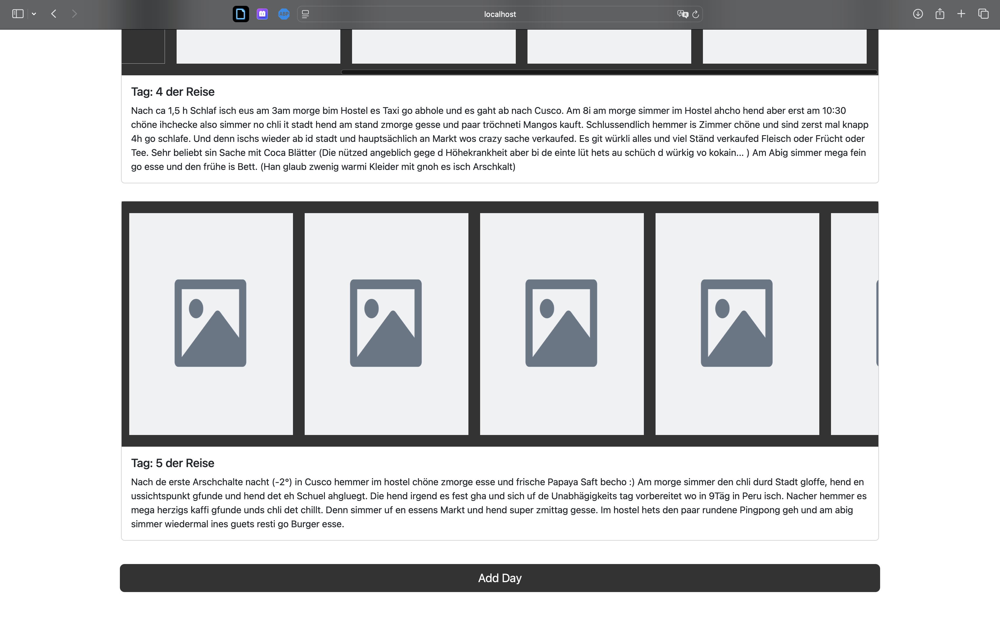 ABP
localhost
Tag: 4 der Reise
Nach ca 1,5 h Schlaf isch eus am 3am morge bim Hostel es Taxi go abhole und es gaht ab nach Cusco. Am 8i am morge simmer im Hostel ahcho hend aber erst am 10:30
chöne ihchecke also simmer no chli it stadt hend am stand zmorge gesse und paar tröchneti Mangos kauft. Schlussendlich hemmer is Zimmer chöne und sind zerst mal knapp
4h go schlafe. Und denn ischs wieder ab id stadt und hauptsächlich an Markt wos crazy sache verkaufed. Es git würkli alles und viel Ständ verkaufed Fleisch oder Frücht oder
Tee. Sehr beliebt sin Sache mit Coca Blätter (Die nützed angeblich gege d Höhekrankheit aber bi de einte lüt hets au schüch d würkig vo kokain... ) Am Abig simmer mega fein
go esse und den frühe is Bett. (Han glaub zwenig warmi Kleider mit gnoh es isch Arschkalt)
Tag: 5 der Reise
Nach de erste Arschchalte nacht (-2°) in Cusco hemmer im hostel chöne zmorge esse und frische Papaya Saft becho :) Am morge simmer den chli durd Stadt gloffe, hend en
ussichtspunkt gfunde und hend det eh Schuel ahgluegt. Die hend irgend es fest gha und sich uf de Unabhägigkeits tag vorbereitet wo in 9Täg in Peru isch. Nacher hemmer es
mega herzigs kaffi gfunde unds chli det chillt. Denn simmer uf en essens Markt und hend super zmittag gesse. Im hostel hets den paar rundene Pingpong geh und am abig
simmer wiedermal ines guets resti go Burger esse.
Add Day